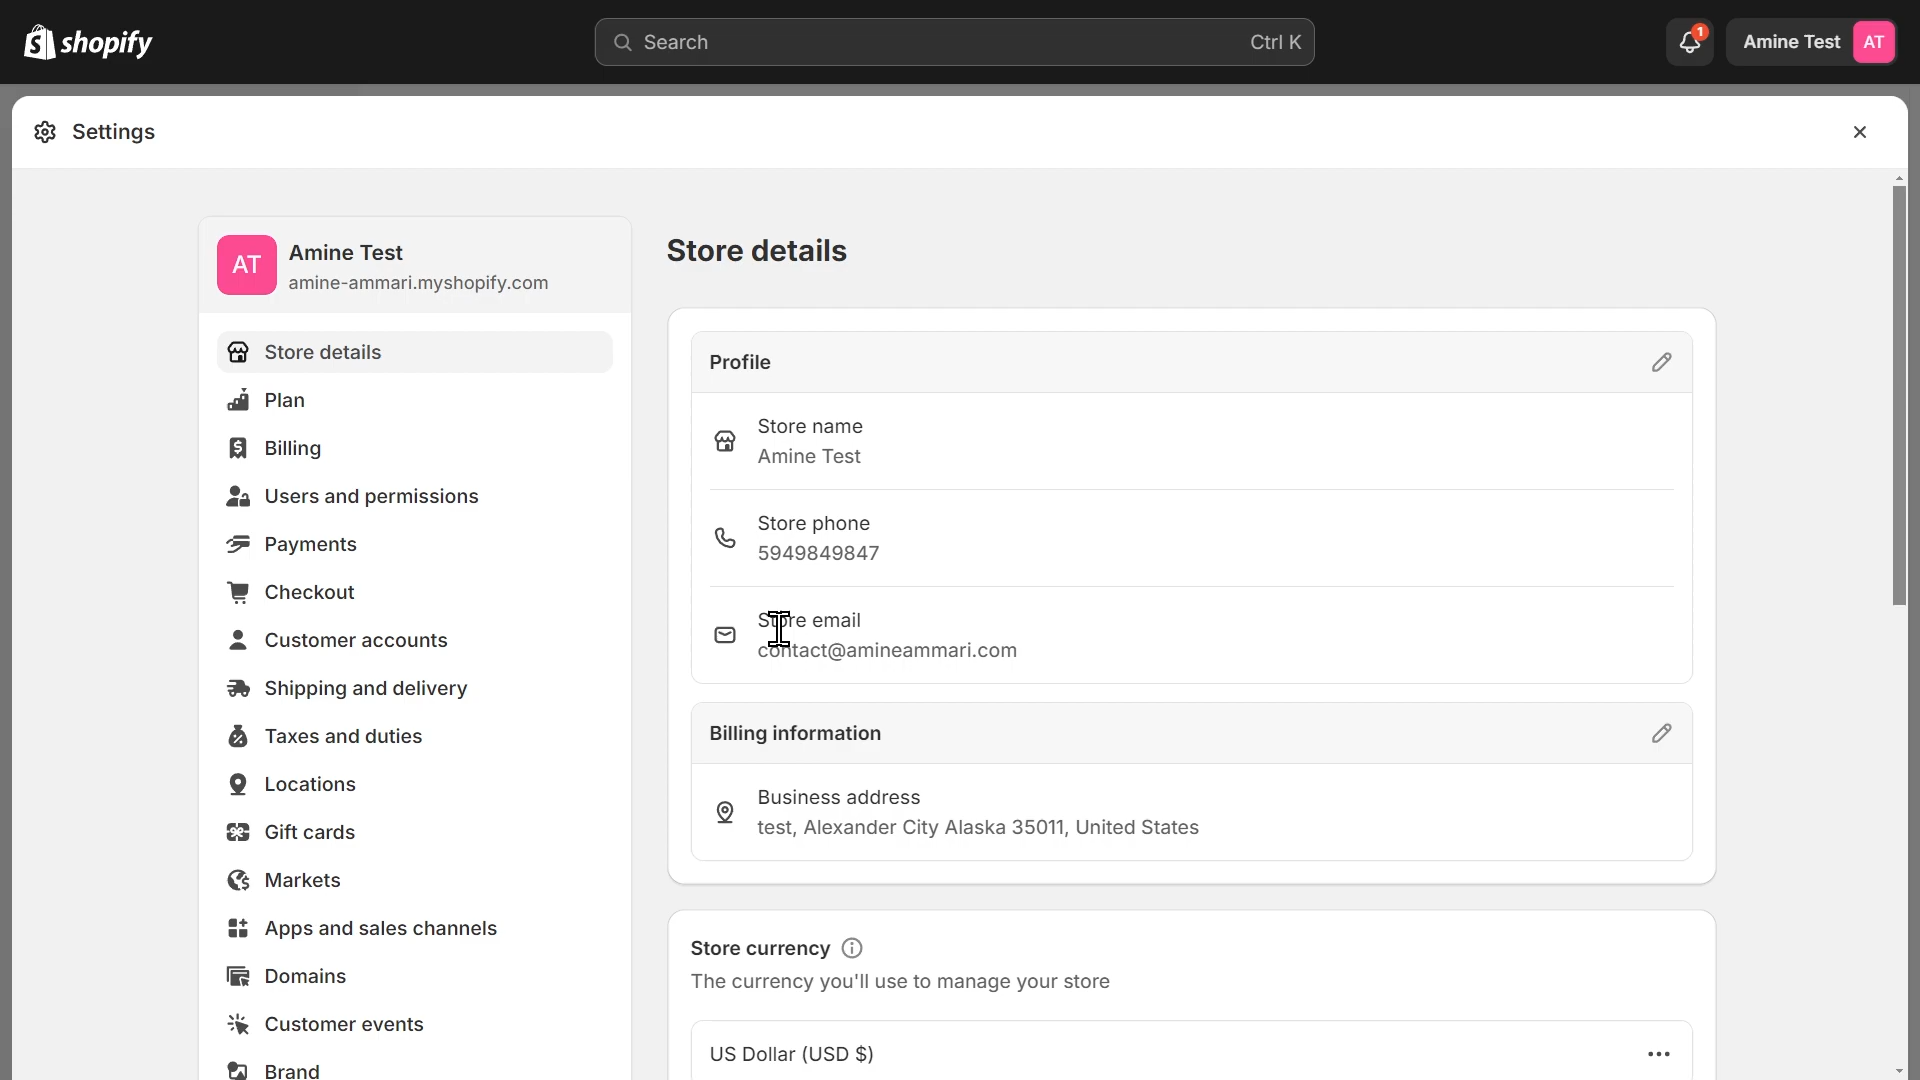 shopify
Search
Ctrl K
1
Amine Test
AT
Settings
AT
Amine Test
amine-ammari.myshopify.com
Store details
Plan
Billing
Users and permissions
Payments
Checkout
Customer accounts
Shipping and delivery
Taxes and duties
Locations
Gift cards
Markets
Apps and sales channels
Domains
Customer events
Brand
Store details
Profile
Store name
Amine Test
Store phone
5949849847
Store email
contact@amineammari.com
Billing information
Business address
test, Alexander City Alaska 35011, United States
Store currency
The currency you'll use to manage your store
US Dollar (USD $)